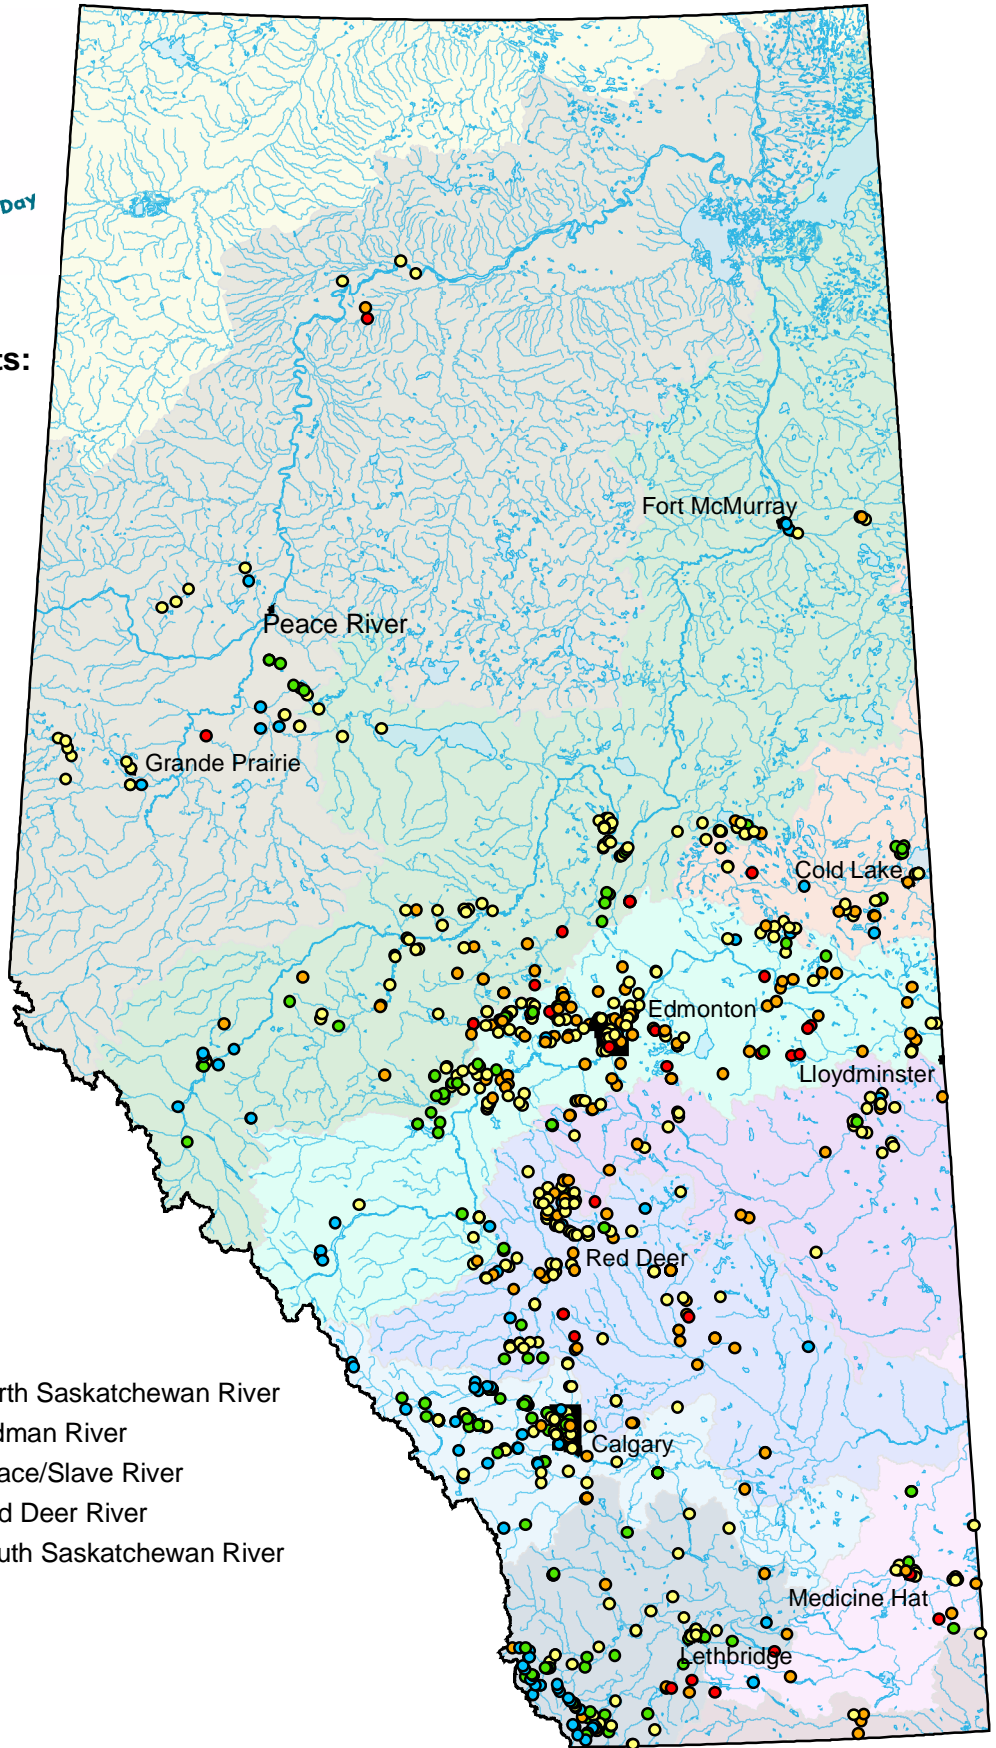 Day
ts:
Fort McMurray
Peace River
Grande Prairie
Cold Lake
Edmonton
Lloydminster
Red Deer
rth Saskatchewan River
dman River
Calgary
ace/Slave River
d Deer River
uth Saskatchewan River
Medicine Hat
Lethbridge